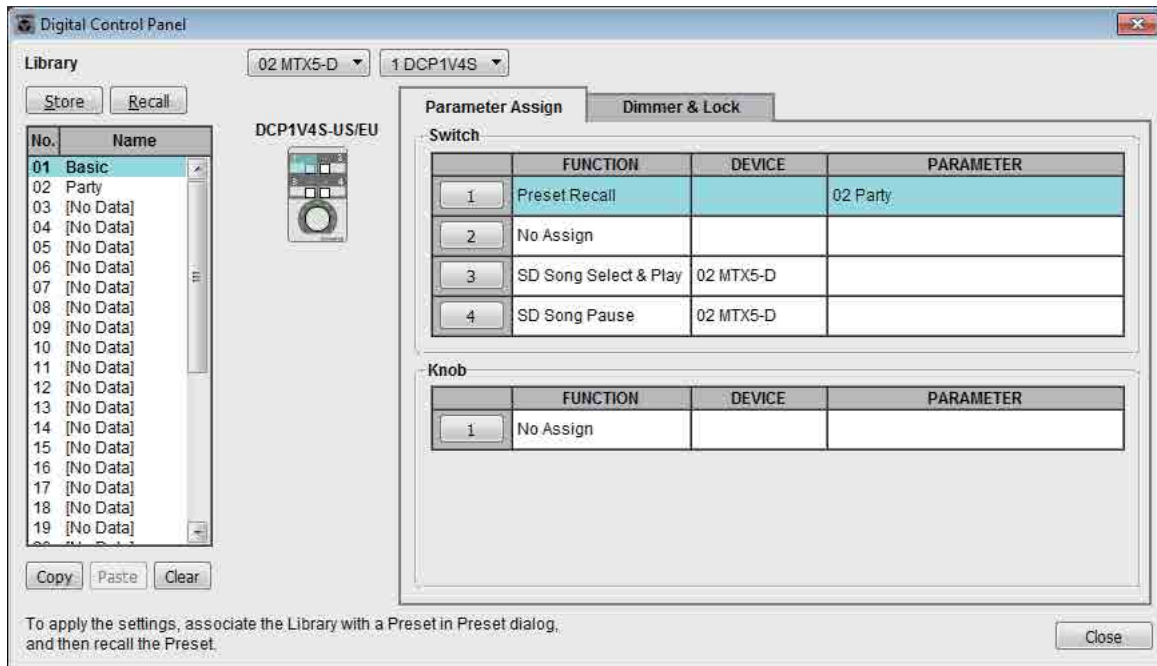 Digital Control Panel
Library
02 MTX5-D
1 DCP1V4S
Store
Recall
No. Name
01 Basic
02 Party
03 [No Data]
04 [No Data]
05 [No Data]
06 [No Data]
07 [No Data]
08 [No Data]
09 [No Data]
10 [No Data]
11 [No Data]
12 [No Data]
13 [No Data]
14 [No Data]
15 [No Data]
16 [No Data]
17 [No Data]
18 [No Data]
19 [No Data]
Copy
Paste
Clear
DCP1V4S-US/EU
Parameter Assign
Dimmer & Lock
Switch
FUNCTION DEVICE PARAMETER
1 Preset Recall 02 Party
2 No Assign
3 SD Song Select & Play 02 MTX5-D
4 SD Song Pause 02 MTX5-D
Knob
FUNCTION DEVICE PARAMETER
1 No Assign
To apply the settings, associate the Library with a Preset in Preset dialog,
and then recall the Preset.
Close